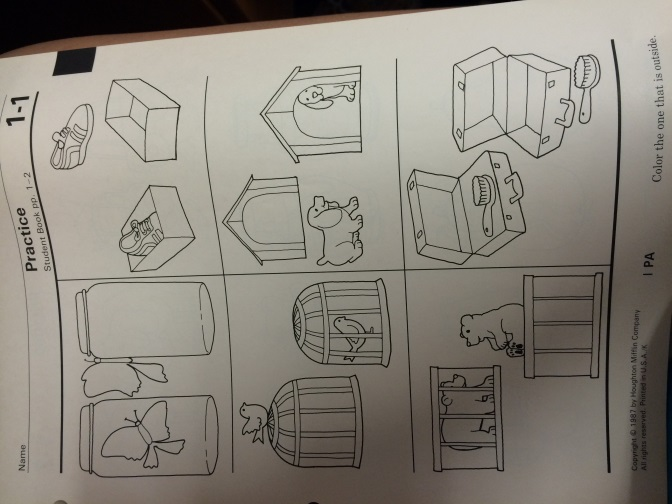 Name
Practice
1-1
Student Book pp. 1–2
Copyright © 1987 by Houghton Mifflin Company
All rights reserved. Printed in U.S.A.
1 PA
Color the one that is outside.